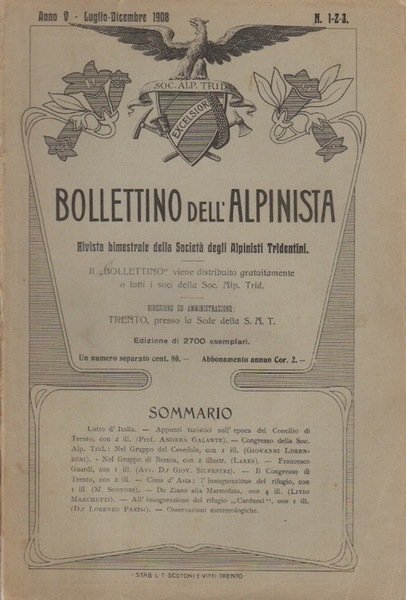 Anno V - Luglio-Dicembre 1908
N. 1-2-3.
SOC. ALP. TRID.
EXCELSIOR
BOLLETTINO DELL'ALPINISTA
Rivista bimestrale della Società degli Alpinisti Tridentini.
Il „BOLLETTINO“ viene distribuito gratuitamente
a tutti i soci della Soc. Alp. Trid.
DIREZIONE ED AMMINISTRAZIONE:
TRENTO, presso la Sede della S. A. T.
Edizione di 2700 esemplari.
Un numero separato cent. 80. — Abbonamento annuo Cor. 2. —
SOMMARIO
Lutto d' Italia. — Appunti turistici sull' epoca del Concilio di
Trento, con 2 ill. (Prof. ANDREA GALANTE). — Congresso della Soc.
Alp. Trid.: Nel Gruppo del Cevedale, con 1 ill. (GIOVANNI LOREN-
ZONI). - Nel Gruppo di Brenta, con 2 illustr. (LARES). — Francesco
Guardi, con 1 ill. (Avv. D.r GIOV. SILVESTRI). — Il Congresso di
Trento, con 2 ill. — Cima d' Asta; l' inaugurazione del rifugio, con
1 ill. (M. SCOTONI). — Da Ziano alla Marmolata, con 4 ill. (LIVIO
MARCHETTI). — All' inaugurazione del rifugio „Carducci“, con 1 ill.
(D.r LORENZO PARISI). — Osservazioni meteorologiche.
STAB. L. T. SCOTONI E VITTI - TRENTO